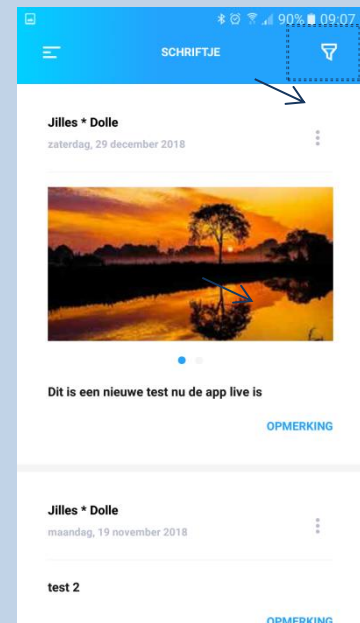 90% 09:07
SCHRIFTJE
Jilles * Dolle
zaterdag, 29 december 2018
Dit is een nieuwe test nu de app live is
OPMERKING
Jilles * Dolle
maandag, 19 november 2018
test 2
OPMERKING